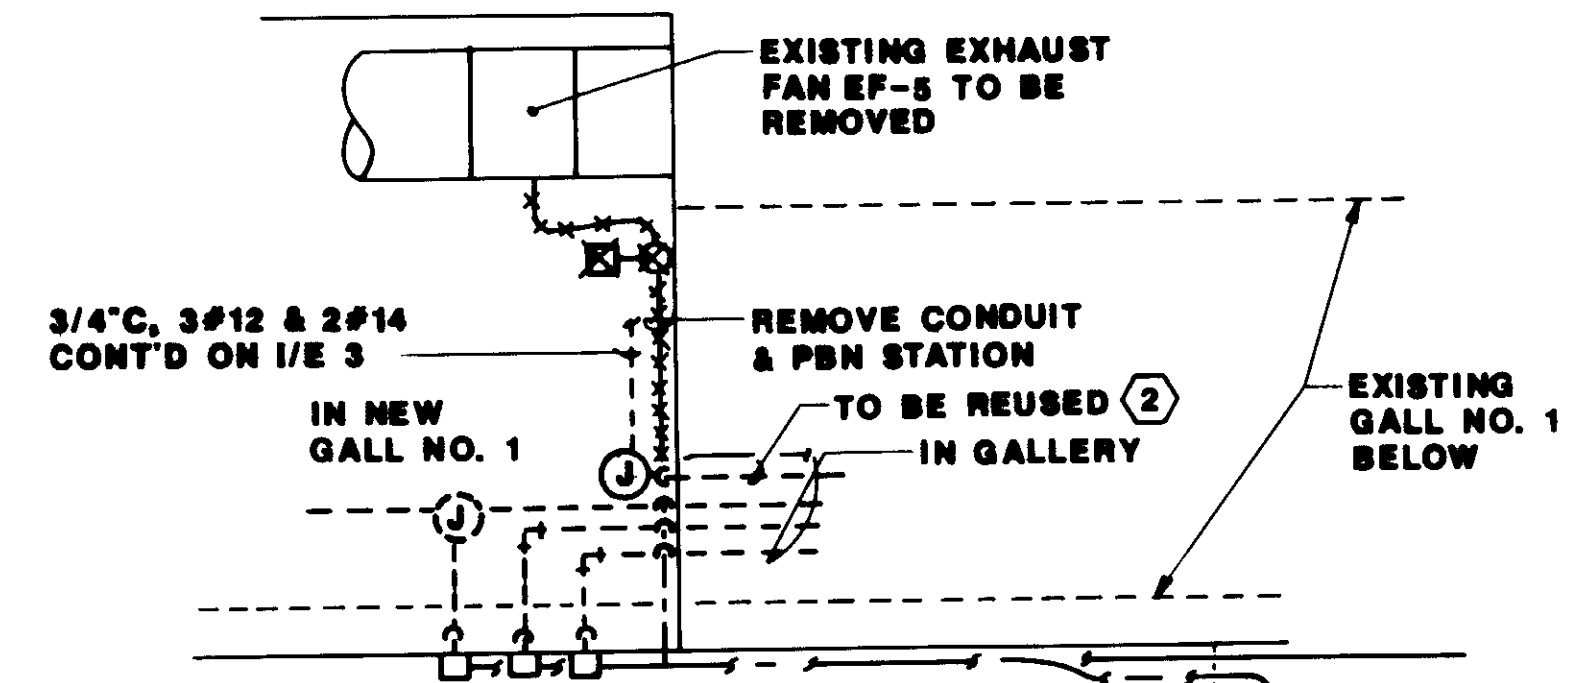 EXISTING EXHAUST
FAN EF-5 TO BE
REMOVED
3/4"C, 3#12 & 2#14
CONT'D ON I/E 3
REMOVE CONDUIT
& PBN STATION
TO BE REUSED 2
IN GALLERY
IN NEW
GALL NO. 1
EXISTING
GALL NO. 1
BELOW
J
J